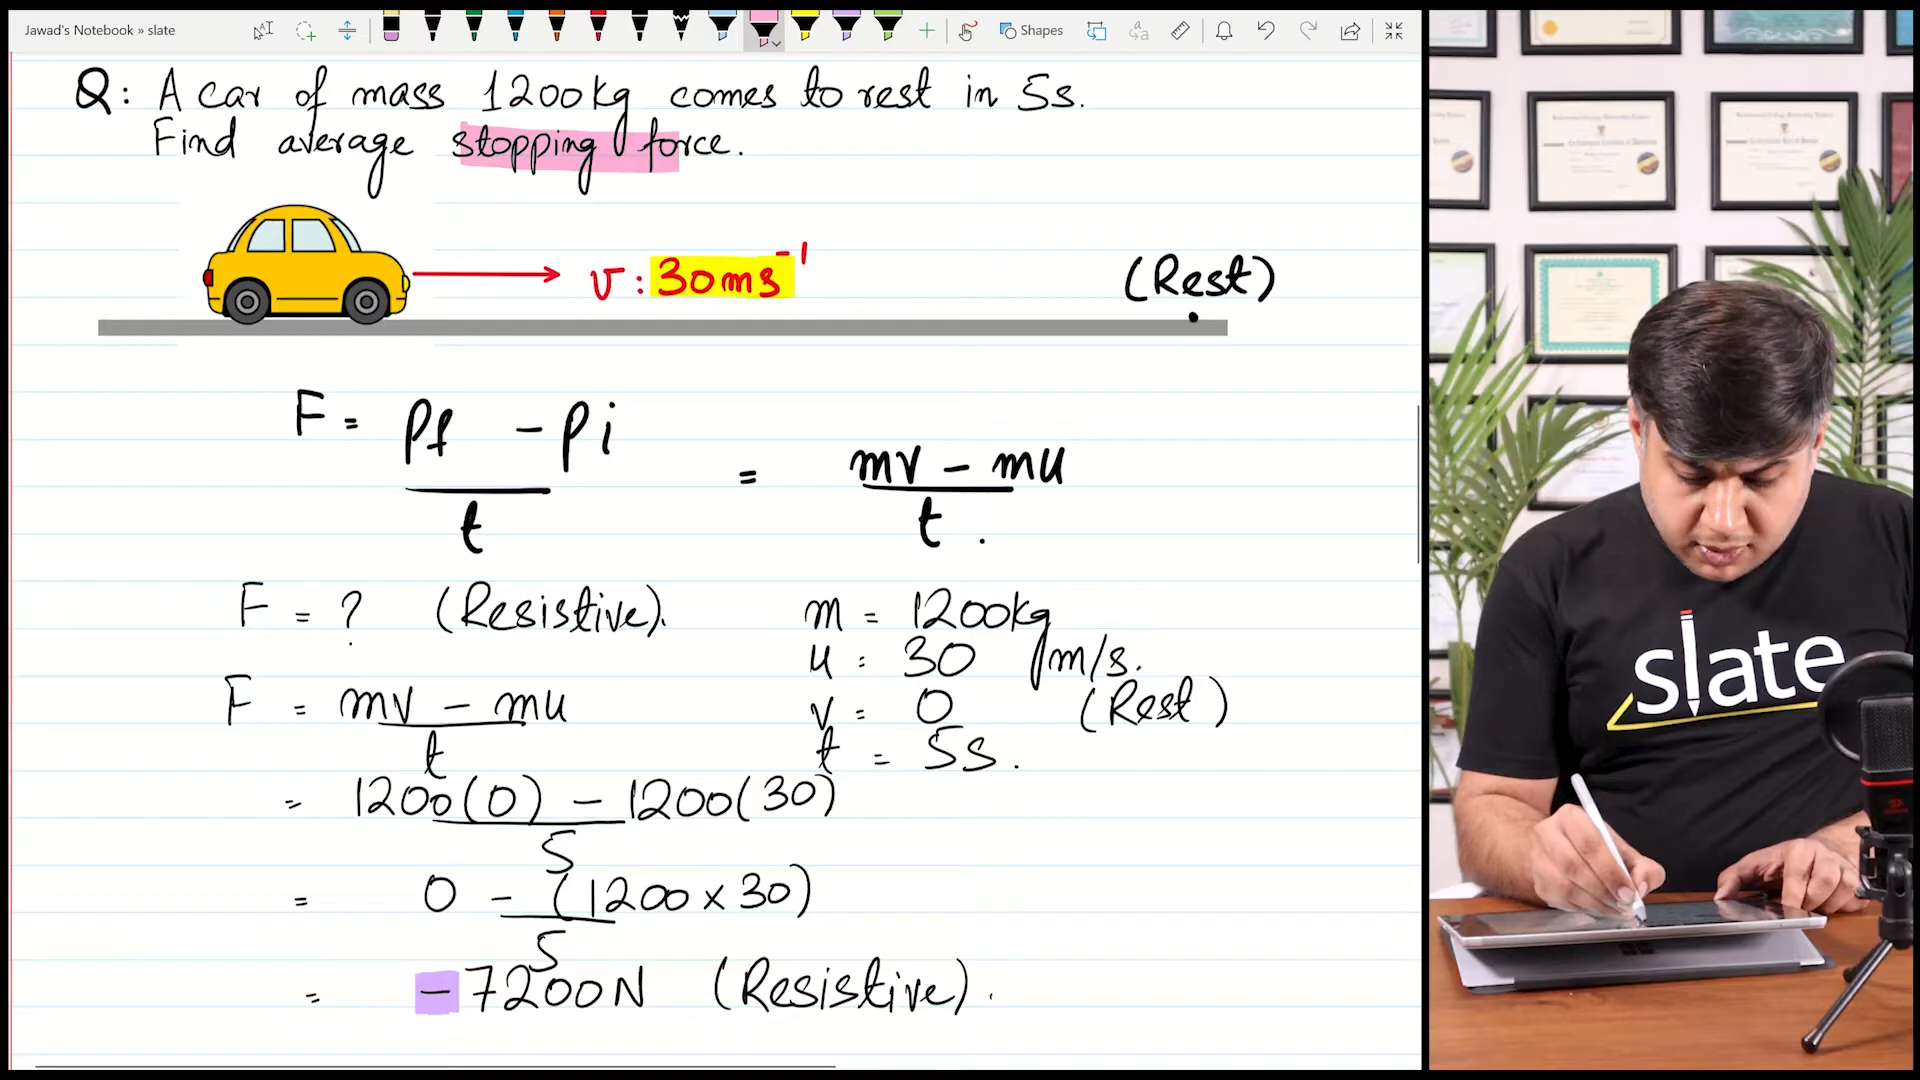 Jawad's Notebook » slate
Shapes
Q: A car of mass 1200kg comes to rest in 5s.
Find average stopping force.
v: 30ms⁻¹
(Rest)
F = pf - pi
t
= mv - mu
t.
F = ? (Resistive).
m = 1200kg
u = 30 m/s.
v = 0 (Rest)
t = 5s.
F = mv - mu
t
= 1200(0) - 1200(30)
5
= 0 - (1200 x 30)
5
= -7200N (Resistive).
slate